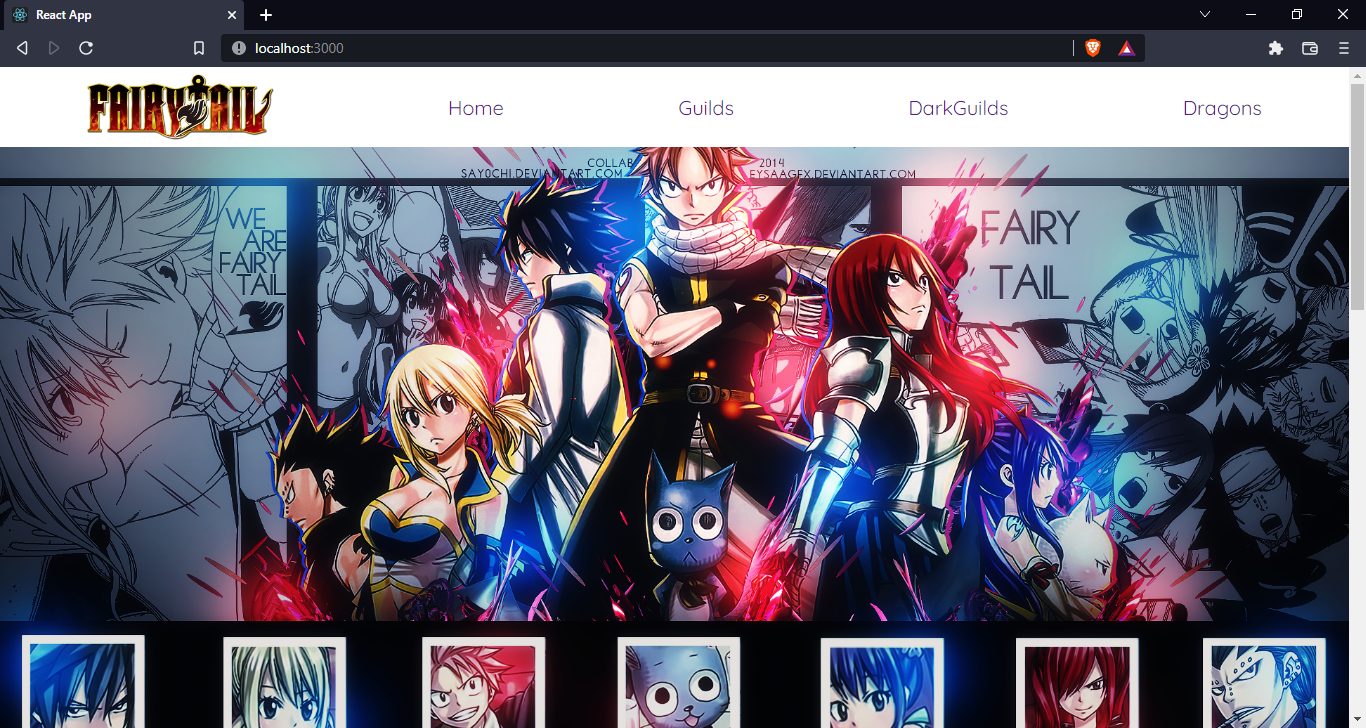 React App
localhost:3000
FAIRY TAIL
Home
Guilds
DarkGuilds
Dragons
COLLAB 2014
SAYOCHI.DEVIANTART.COM EYSAAGFX.DEVIANTART.COM
WE
ARE
FAIRY
TAIL
FAIRY
TAIL